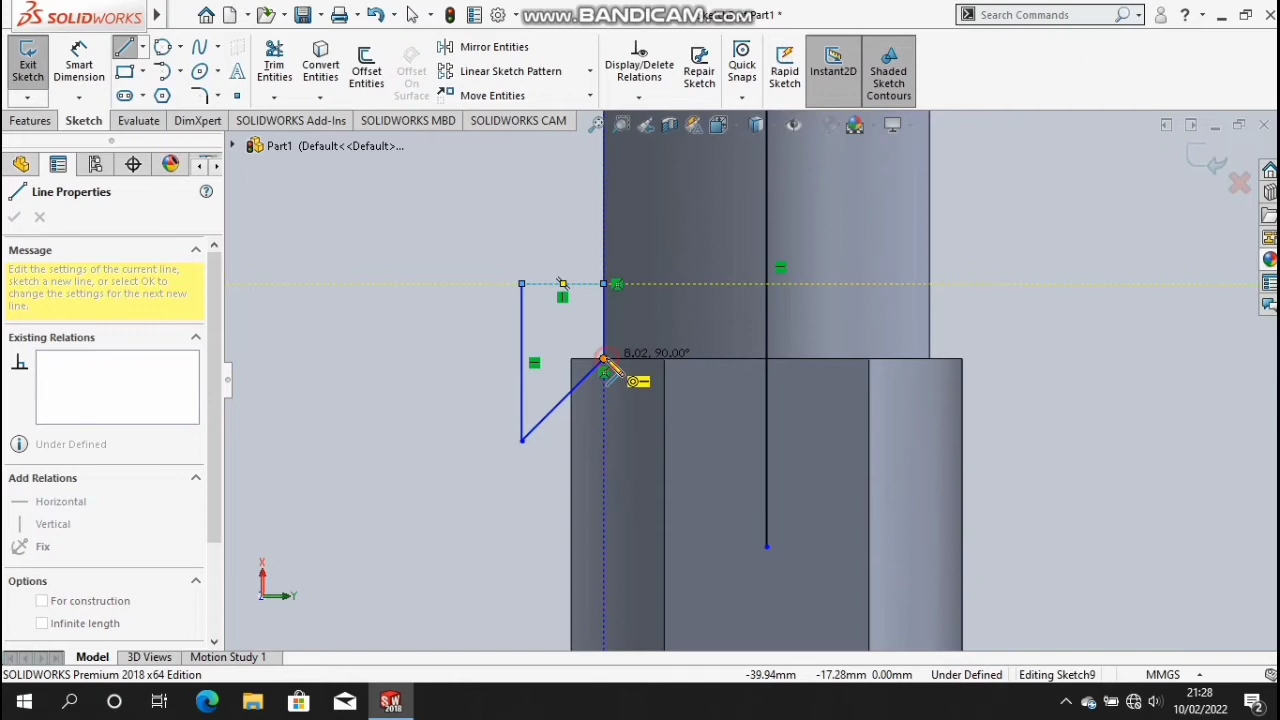 SOLIDWORKS
WWW.BANDICAM.COM
Part1 *
Search Commands
Exit Sketch
Smart Dimension
Trim Entities
Convert Entities
Offset Entities
Offset On Surface
Mirror Entities
Linear Sketch Pattern
Move Entities
Display/Delete Relations
Repair Sketch
Quick Snaps
Rapid Sketch
Instant2D
Shaded Sketch Contours
Features
Sketch
Evaluate
DimXpert
SOLIDWORKS Add-Ins
SOLIDWORKS MBD
SOLIDWORKS CAM
Part1 (Default<<Default>...
Line Properties
Message
Edit the settings of the current line,
sketch a new line, or select OK to
change the settings for the next new
line.
Existing Relations
Under Defined
Add Relations
Horizontal
Vertical
Fix
Options
For construction
Infinite length
8.02, 90.00°
X
Y
Model
3D Views
Motion Study 1
SOLIDWORKS Premium 2018 x64 Edition
-39.94mm
-17.28mm
0.00mm
Under Defined
Editing Sketch9
MMGS
SW
2018
21:28
10/02/2022
2